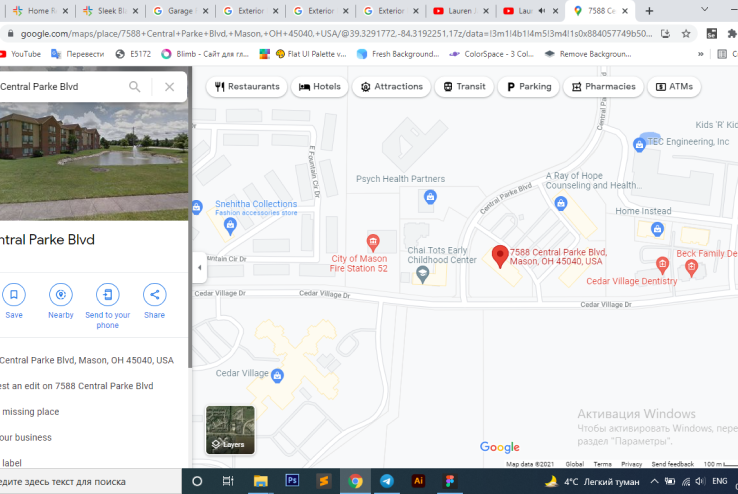 Home R
Sleek Bl
Garage
Exterior
Exterior
Exterior
Lauren
Lau
7588 Ce
google.com/maps/place/7588+Central+Parke+Blvd,+Mason,+OH+45040,+USA/@39.3291772,-84.3192251,17z/data=!3m1!4b1!4m5!3m4!1s0x884057749b50...
YouTube
Перевести
E5172
Blimb - Сайт для гл...
Flat UI Palette v...
Fresh Background...
ColorSpace - 3 Col...
Remove Backgroun...
»
С
Central Parke Blvd
Restaurants
Hotels
Attractions
Transit
Parking
Pharmacies
ATMs
Central Pa
Kids 'R' Kid
TEC Engineering, Inc
E Fountain Cir Dr
Psych Health Partners
A Ray of Hope
Counseling and Health...
Central Parke Blvd
Snehitha Collections
Fashion accessories store
Home Instead
ntral Parke Blvd
City of Mason
Fire Station 52
Chai Tots Early
Childhood Center
7588 Central Parke Blvd,
Mason, OH 45040, USA
Beck Family De
Cedar Village Dentistry
ntain Cir Dr
Cedar Village Dr
Cedar Village Dr
Save
Nearby
Send to your
phone
Share
Central Parke Blvd, Mason, OH 45040, USA
est an edit on 7588 Central Parke Blvd
missing place
our business
label
Cedar Village
Layers
Google
Активация Windows
Чтобы активировать Windows, пере
раздел "Параметры".
Map data ©2021
Global
Terms
Privacy
Send feedback
100 m
едите здесь текст для поиска
Ps
Ai
4°C Легкий туман
ENG